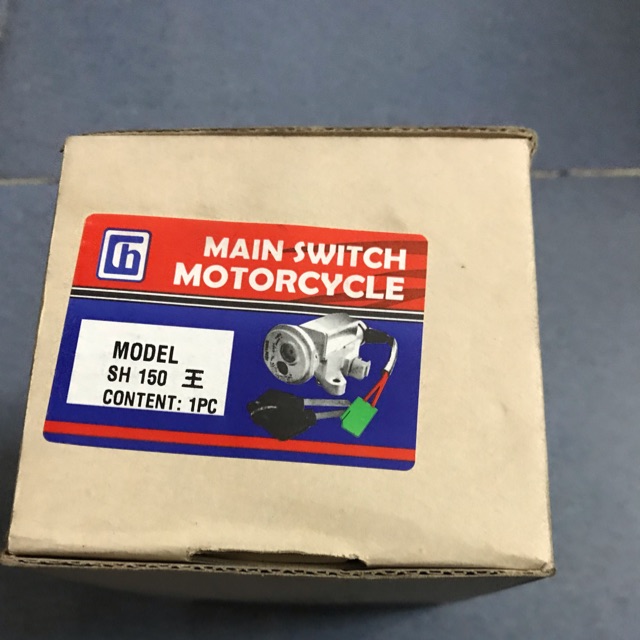 MAIN SWITCH
MOTORCYCLE
MODEL
SH 150 王
CONTENT: 1PC